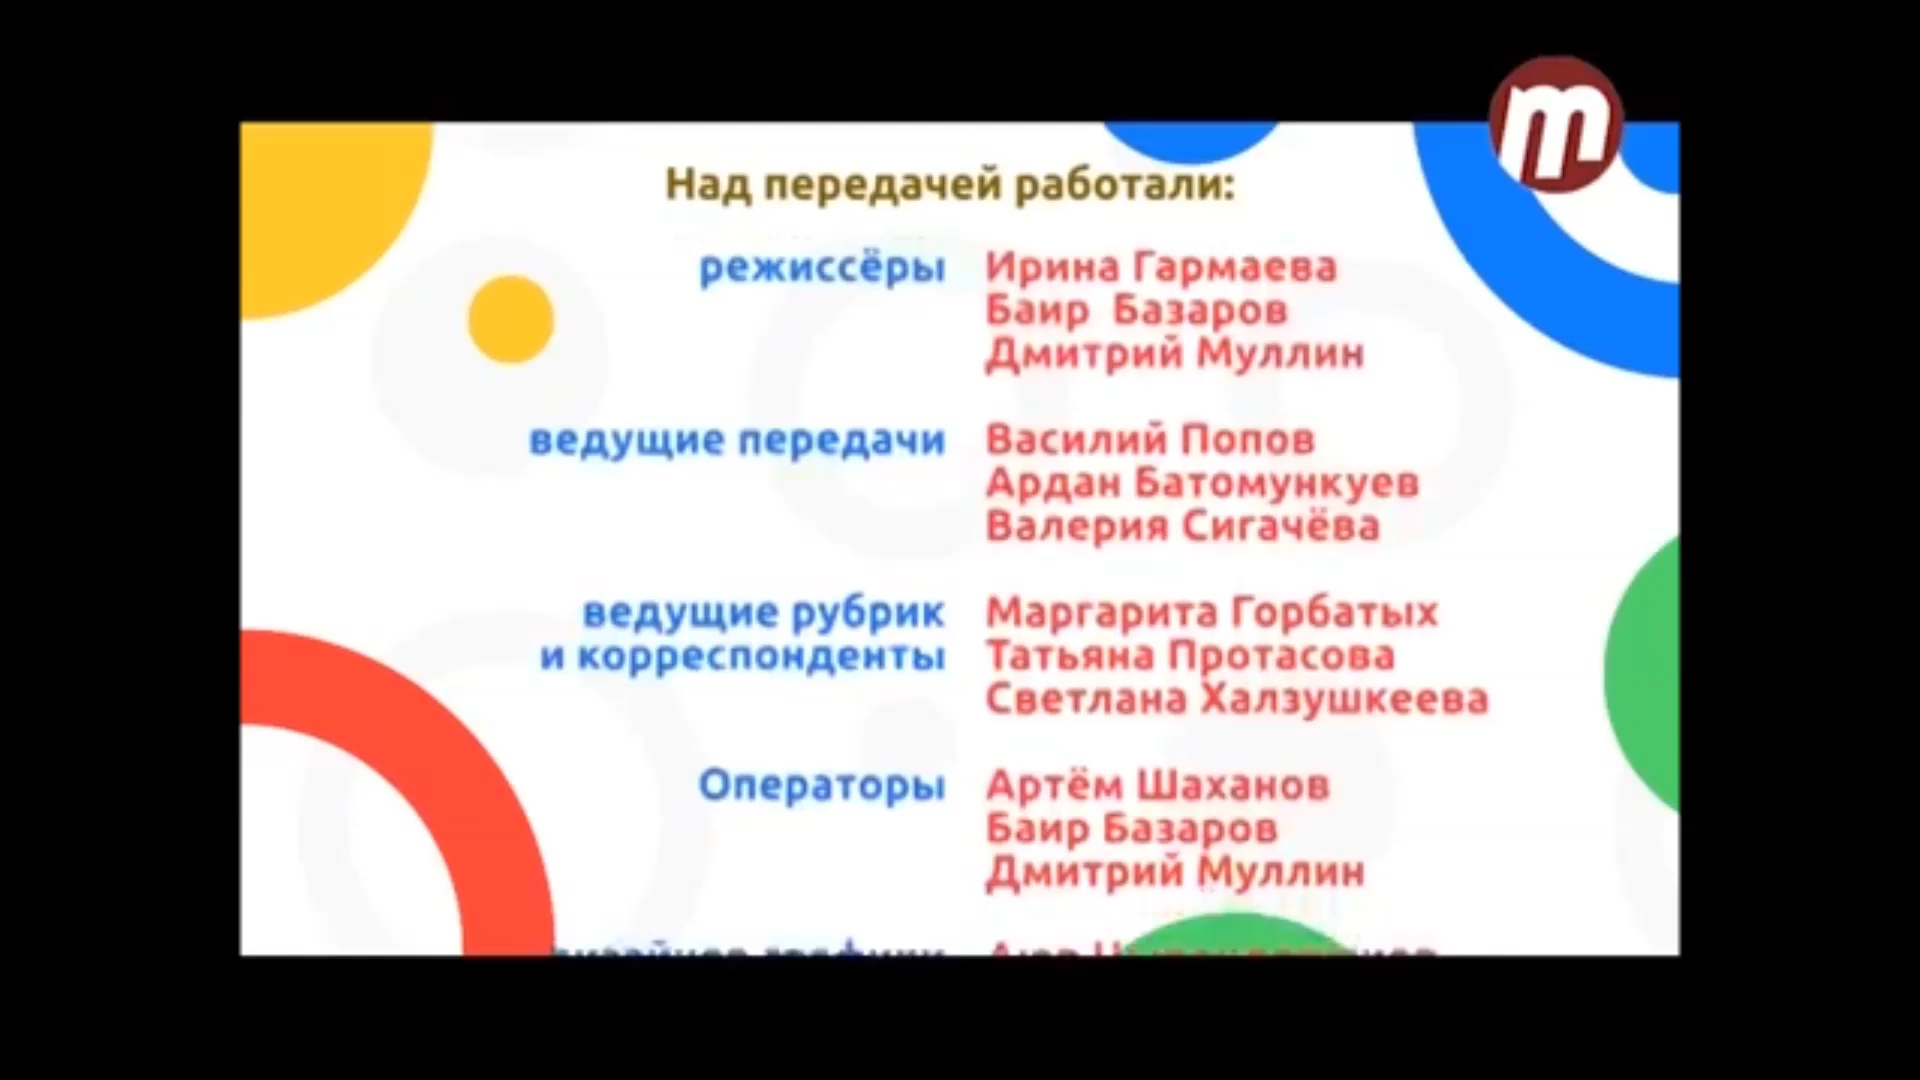 m
Над передачей работали:
режиссёры Ирина Гармаева
Баир Базаров
Дмитрий Муллин
ведущие передачи Василий Попов
Ардан Батомункуев
Валерия Сигачёва
ведущие рубрик Маргарита Горбатых
и корреспонденты Татьяна Протасова
Светлана Халзушкеева
Операторы Артём Шаханов
Баир Базаров
Дмитрий Муллин